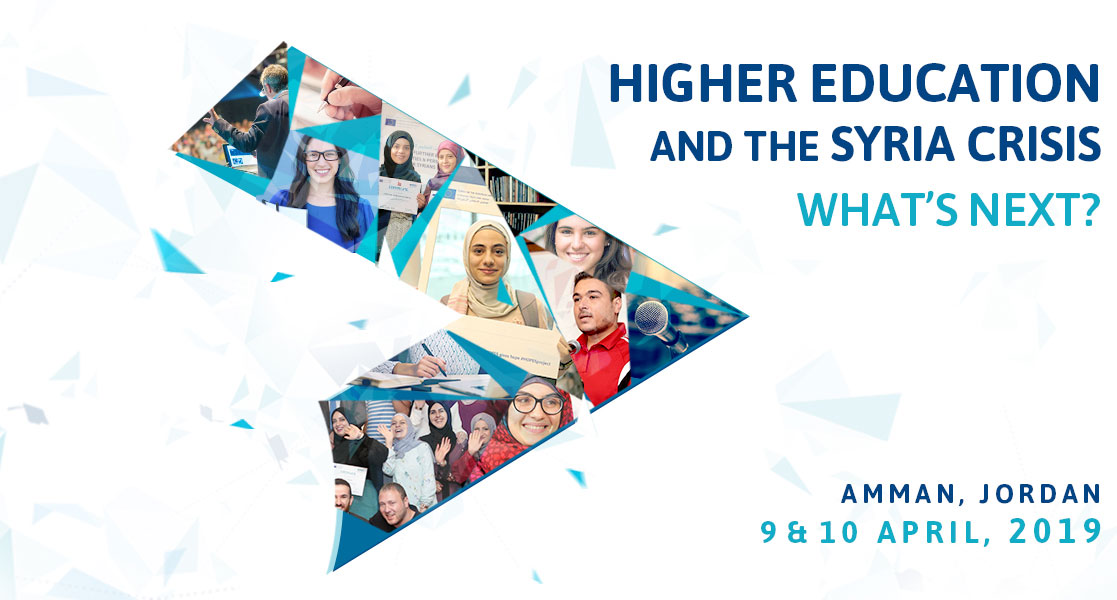 HIGHER EDUCATION
AND THE SYRIA CRISIS
WHAT'S NEXT?
AMMAN, JORDAN
9 & 10 APRIL, 2019